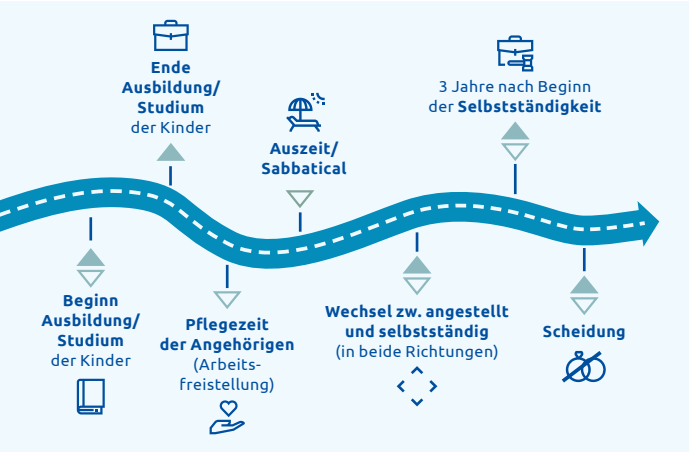 Ende
Ausbildung/
Studium
der Kinder
Auszeit/
Sabbatical
3 Jahre nach Beginn
der Selbstständigkeit
Beginn
Ausbildung/
Studium
der Kinder
Pflegezeit
der Angehörigen
(Arbeits-
freistellung)
Wechsel zw. angestellt
und selbstständig
(in beide Richtungen)
Scheidung